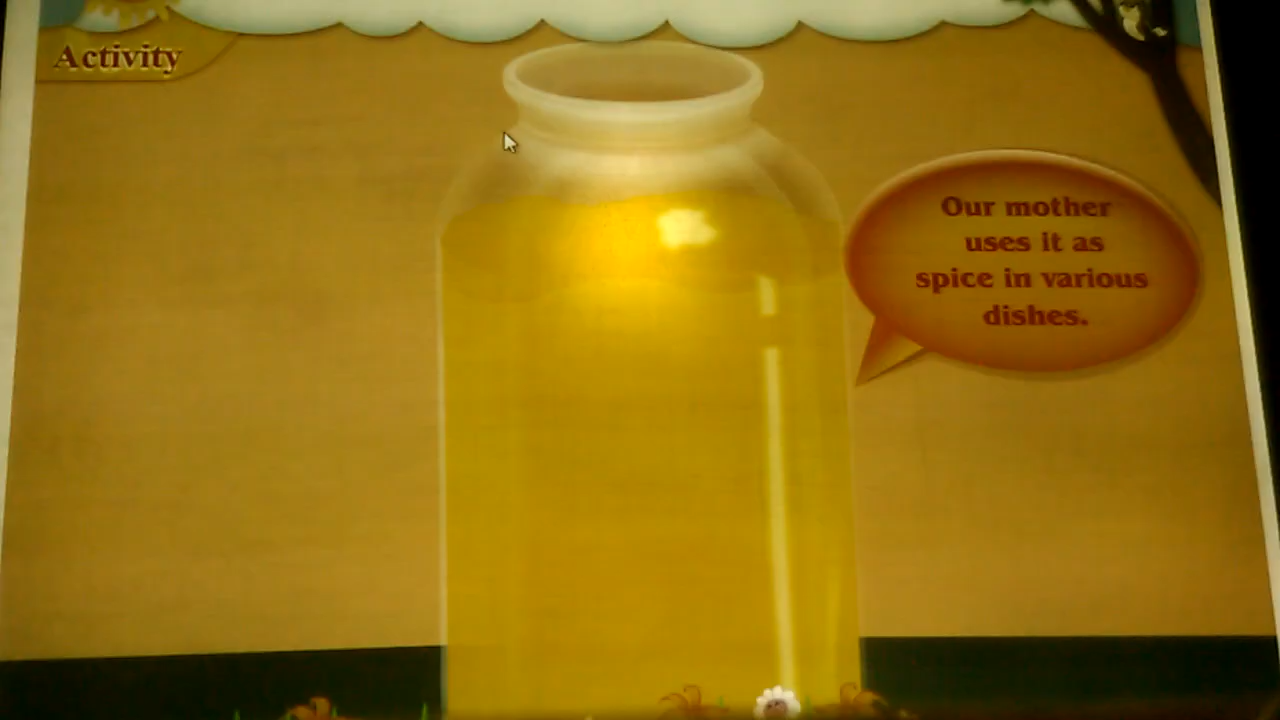 Activity
Our mother
uses it as
spice in various
dishes.